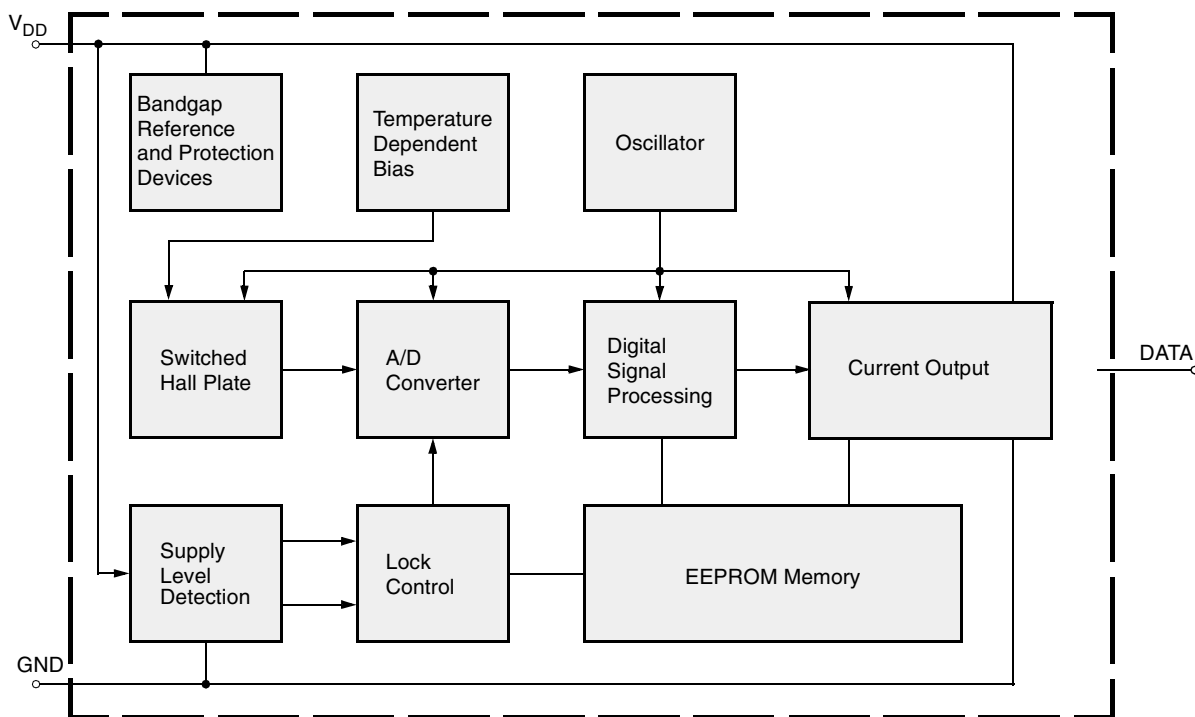 VDD
Bandgap
Reference
and Protection
Devices
Temperature
Dependent
Bias
Oscillator
Switched
Hall Plate
A/D
Converter
Digital
Signal
Processing
Current Output
DATA
Supply
Level
Detection
Lock
Control
EEPROM Memory
GND